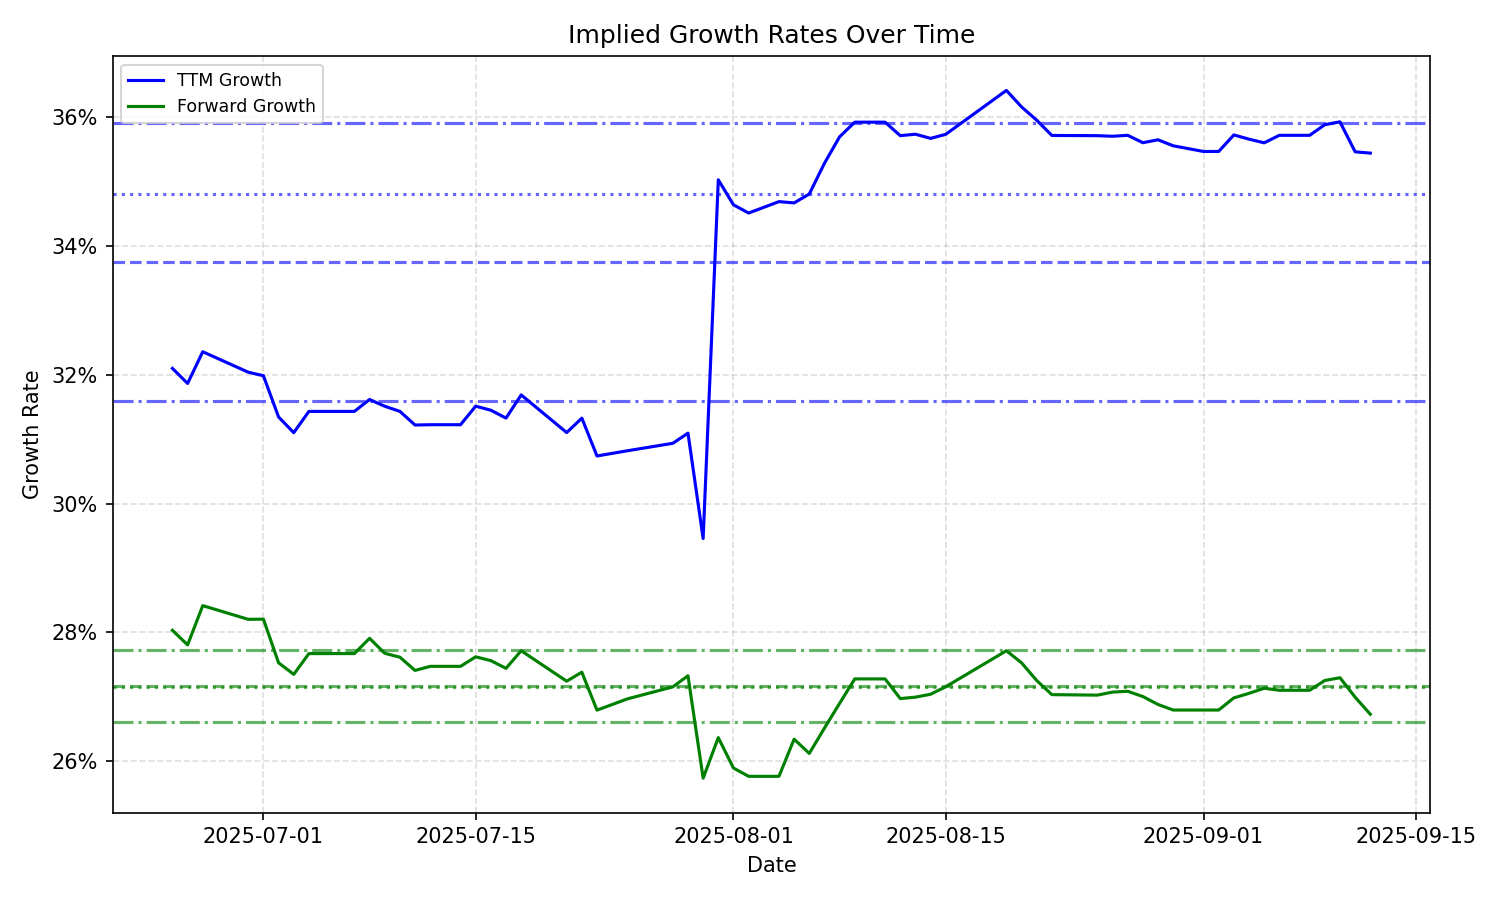 Implied Growth Rates Over Time
TTM Growth
Forward Growth
36%
34%
32%
30%
28%
26%
Growth Rate
2025-07-01
2025-07-15
2025-08-01
2025-08-15
2025-09-01
2025-09-15
Date